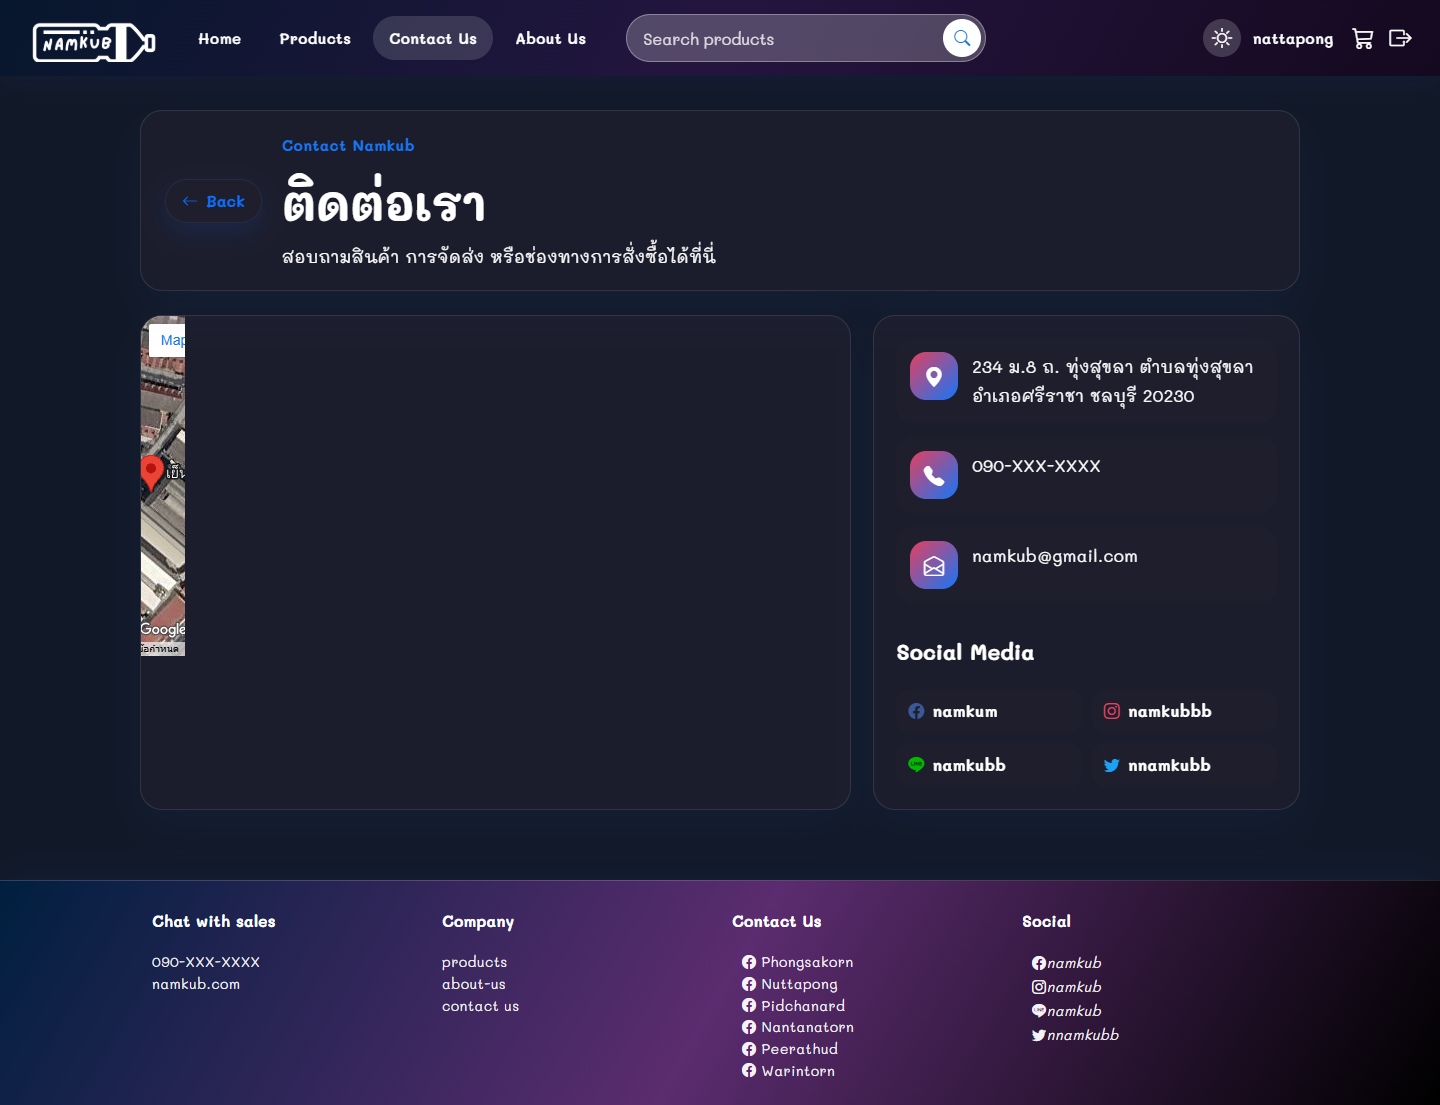 NAMKUB
Home
Products
Contact Us
About Us
Search products
nattapong
Contact Namkub
← Back
ติดต่อเรา
สอบถามสินค้า การจัดส่ง หรือช่องทางการสั่งซื้อได้ที่นี่
Map
Google
234 ม.8 ถ. ทุ่งสุขลา ตำบลทุ่งสุขลา
อำเภอศรีราชา ชลบุรี 20230
090-XXX-XXXX
namkub@gmail.com
Social Media
namkum
namkubbb
namkubb
nnamkubb
Chat with sales
090-XXX-XXXX
namkub.com
Company
products
about-us
contact us
Contact Us
Phongsakorn
Nuttapong
Pidchanard
Nantanatorn
Peerathud
Warintorn
Social
namkub
namkub
namkub
nnamkubb